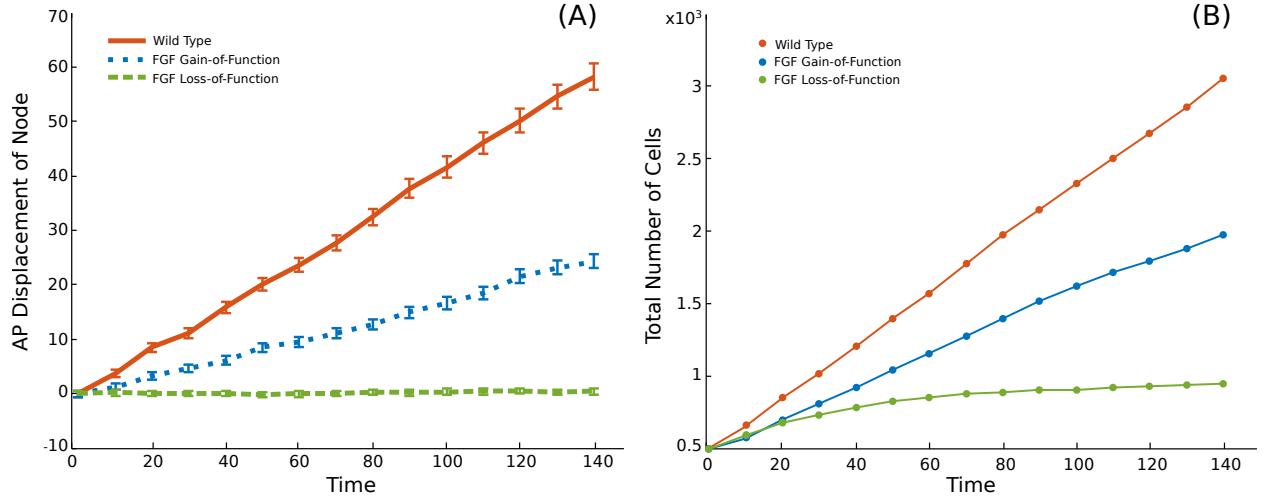 (A)
70
60
50
40
30
20
10
0
-10
AP Displacement of Node
Wild Type
FGF Gain-of-Function
FGF Loss-of-Function
0 20 40 60 80 100 120 140
Time
(B)
x10³
3
2.5
2
1.5
1
0.5
Total Number of Cells
Wild Type
FGF Gain-of-Function
FGF Loss-of-Function
0 20 40 60 80 100 120 140
Time